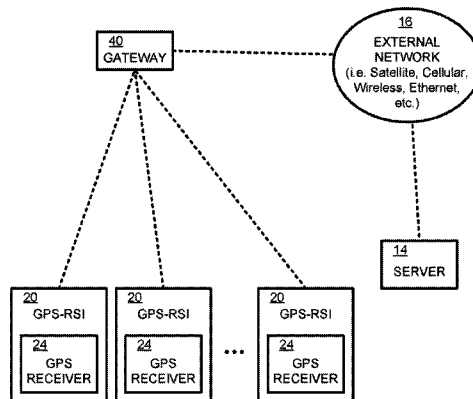 40
GATEWAY
16
EXTERNAL
NETWORK
(i.e. Satellite, Cellular,
Wireless, Ethernet,
etc.)
14
SERVER
20
GPS-RSI
24
GPS
RECEIVER
20
GPS-RSI
24
GPS
RECEIVER
...
20
GPS-RSI
24
GPS
RECEIVER